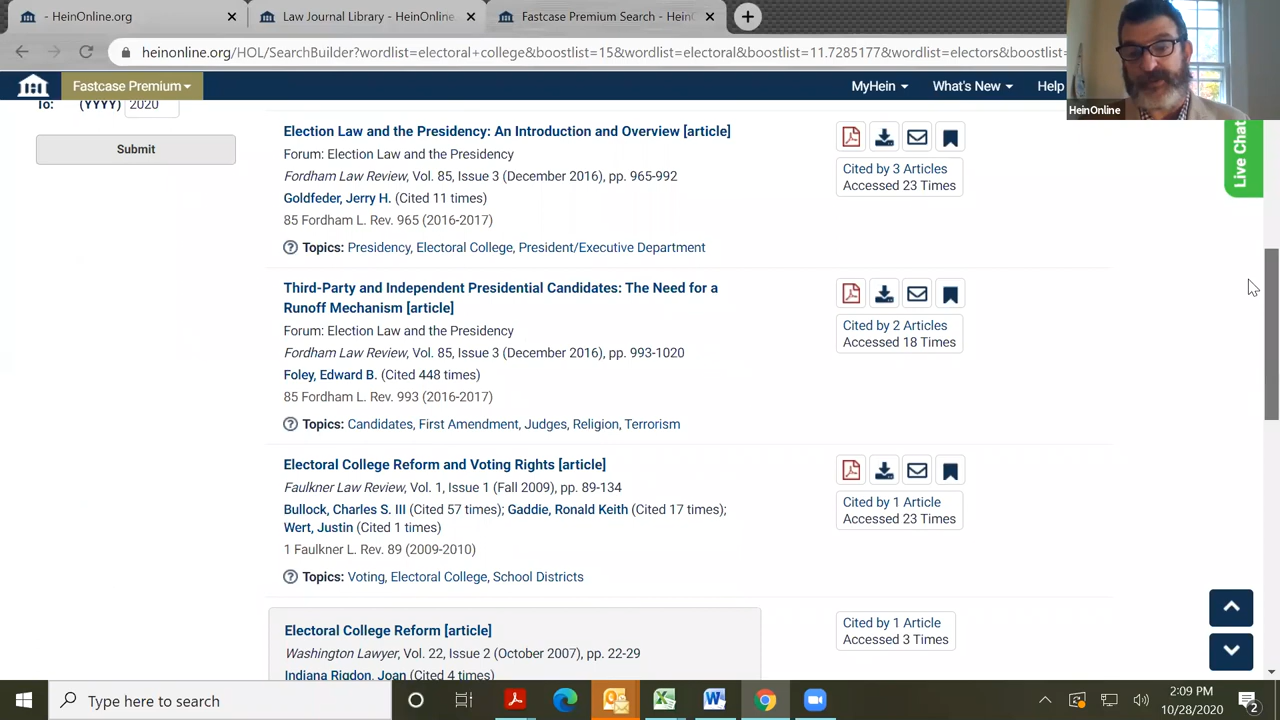 - HeinOnline.org
Law Journal Library - HeinOnline
Fastcase Premium Search - Hein
heinonline.org/HOL/SearchBuilder?wordlist=electoral+college&boostlist=15&wordlist=electoral&boostlist=11.7285177&wordlist=electors&boostlist=
Fastcase Premium
MyHein
What's New
Help
HeinOnline
To: (YYYY) 2020
Submit
Live Chat
Election Law and the Presidency: An Introduction and Overview [article]
Forum: Election Law and the Presidency
Fordham Law Review, Vol. 85, Issue 3 (December 2016), pp. 965-992
Goldfeder, Jerry H. (Cited 11 times)
85 Fordham L. Rev. 965 (2016-2017)
Topics: Presidency, Electoral College, President/Executive Department
Cited by 3 Articles
Accessed 23 Times
Third-Party and Independent Presidential Candidates: The Need for a
Runoff Mechanism [article]
Forum: Election Law and the Presidency
Fordham Law Review, Vol. 85, Issue 3 (December 2016), pp. 993-1020
Foley, Edward B. (Cited 448 times)
85 Fordham L. Rev. 993 (2016-2017)
Topics: Candidates, First Amendment, Judges, Religion, Terrorism
Cited by 2 Articles
Accessed 18 Times
Electoral College Reform and Voting Rights [article]
Faulkner Law Review, Vol. 1, Issue 1 (Fall 2009), pp. 89-134
Bullock, Charles S. III (Cited 57 times); Gaddie, Ronald Keith (Cited 17 times);
Wert, Justin (Cited 1 times)
1 Faulkner L. Rev. 89 (2009-2010)
Topics: Voting, Electoral College, School Districts
Cited by 1 Article
Accessed 23 Times
Electoral College Reform [article]
Washington Lawyer, Vol. 22, Issue 2 (October 2007), pp. 22-29
Indiana Rigdon, Joan (Cited 4 times)
Cited by 1 Article
Accessed 3 Times
Type here to search
2:09 PM
10/28/2020
2